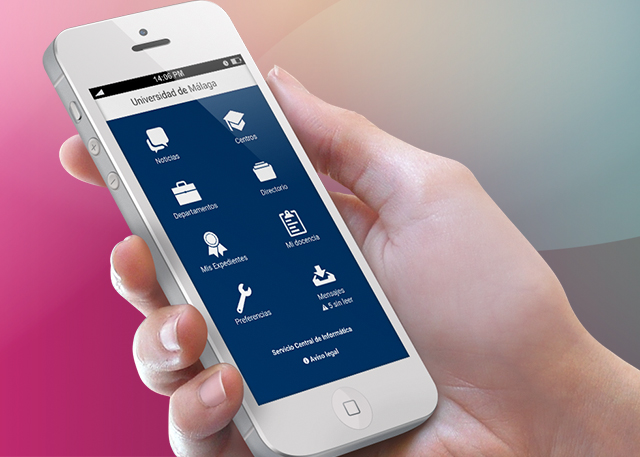 14:06 PM
Universidad de Málaga
Noticias
Centros
Departamentos
Directorio
Mis Expedientes
Mi docencia
Preferencias
Mensajes
5 sin leer
Servicio Central de Informática
Aviso legal